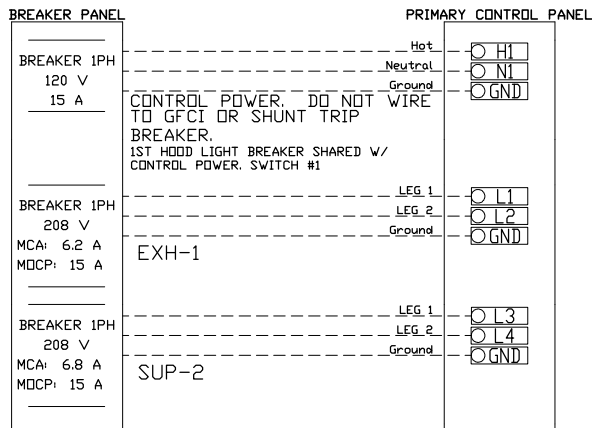 BREAKER PANEL
PRIMARY CONTROL PANEL
BREAKER 1PH
120 V
15 A
Hot
H1
Neutral
N1
Ground
GND
CONTROL POWER. DO NOT WIRE
TO GFCI OR SHUNT TRIP
BREAKER.
1ST HOOD LIGHT BREAKER SHARED W/
CONTROL POWER. SWITCH #1
BREAKER 1PH
208 V
MCA: 6.2 A
MOCP: 15 A
LEG 1
L1
LEG 2
L2
Ground
GND
EXH-1
BREAKER 1PH
208 V
MCA: 6.8 A
MOCP: 15 A
LEG 1
L3
LEG 2
L4
Ground
GND
SUP-2